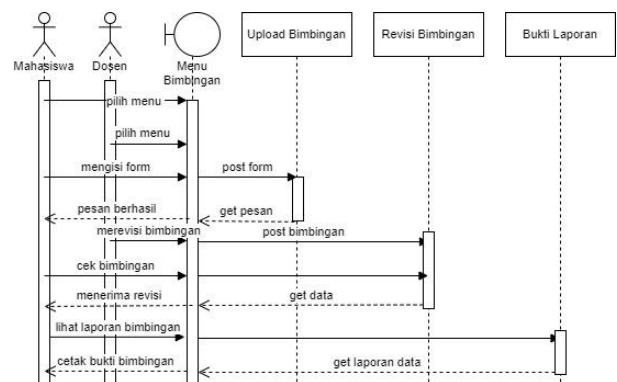 Upload Bimbingan
Revisi Bimbingan
Bukti Laporan
Mahasiswa
Dosen
Menu
Bimbingan
pilih menu
pilih menu
mengisi form
post form
pesan berhasil
get pesan
merevisi bimbingan
post bimbingan
cek bimbingan
menerima revisi
get data
lihat laporan bimbingan
cetak bukti bimbingan
get laporan data